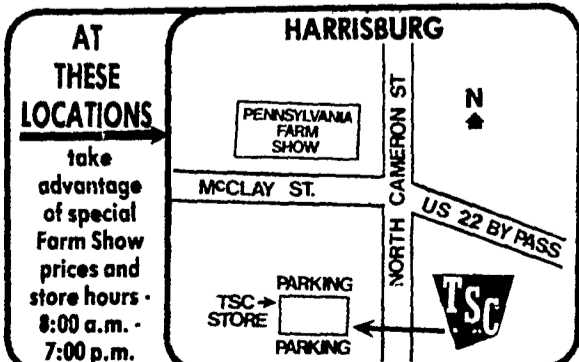 AT
THESE
LOCATIONS
take
advantage
of special
Farm Show
prices and
store hours -
8:00 a.m. -
7:00 p.m.
HARRISBURG
PENNSYLVANIA
FARM
SHOW
N
NORTH CAMERON ST
McCLAY ST.
US 22 BY PASS
PARKING
TSC
STORE
PARKING
TSC